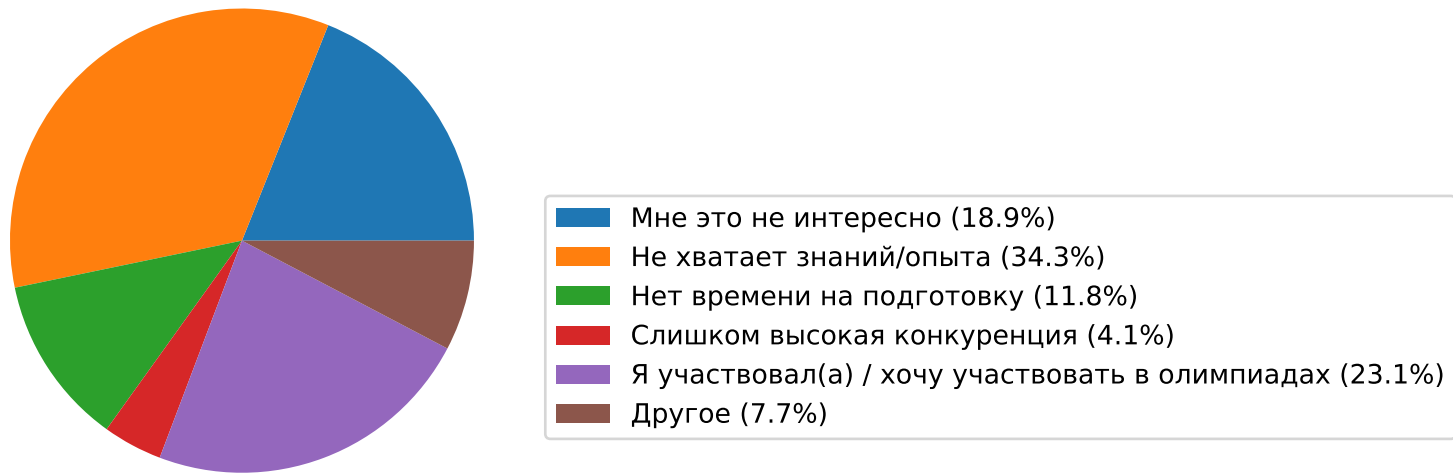 Мне это не интересно (18.9%)
Не хватает знаний/опыта (34.3%)
Нет времени на подготовку (11.8%)
Слишком высокая конкуренция (4.1%)
Я участвовал(а) / хочу участвовать в олимпиадах (23.1%)
Другое (7.7%)